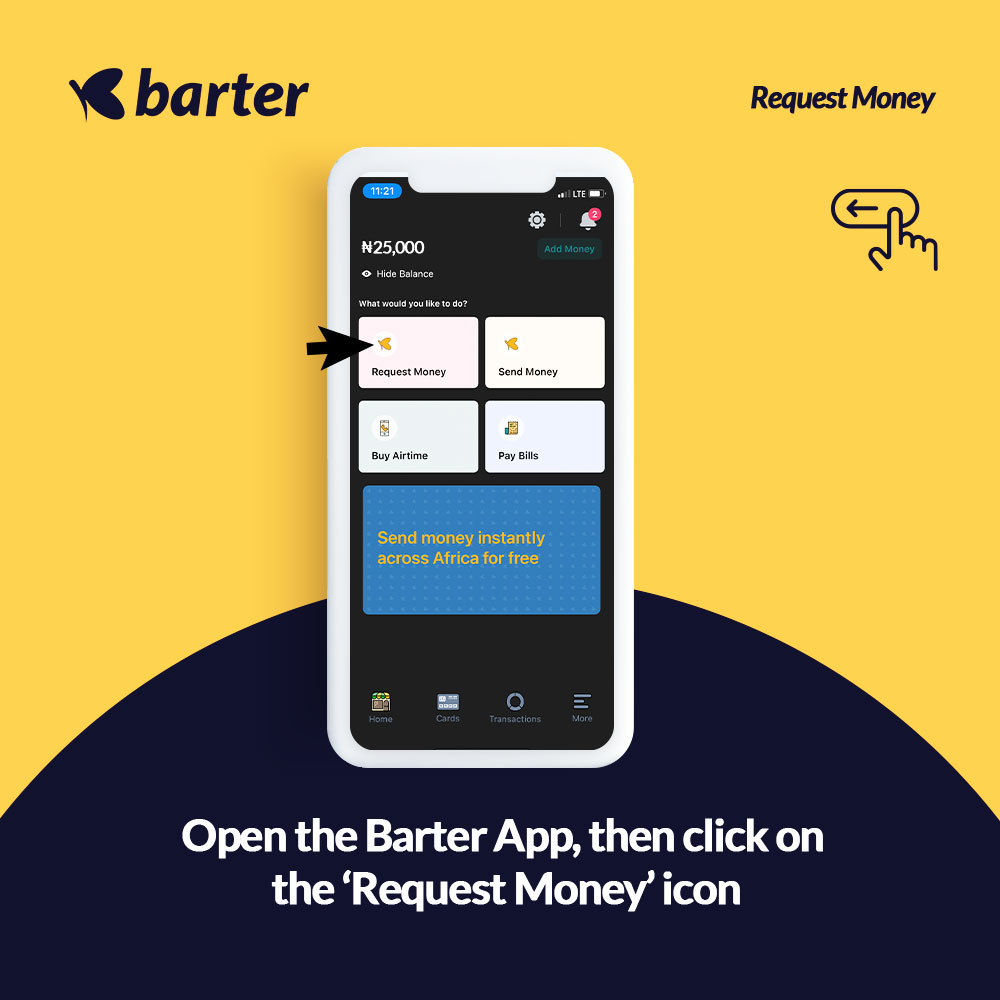 barter
Request Money
11:21
LTE
2
₦25,000
Add Money
Hide Balance
What would you like to do?
Request Money
Send Money
Buy Airtime
Pay Bills
Send money instantly
across Africa for free
Home
Cards
Transactions
More
Open the Barter App, then click on
the ‘Request Money’ icon